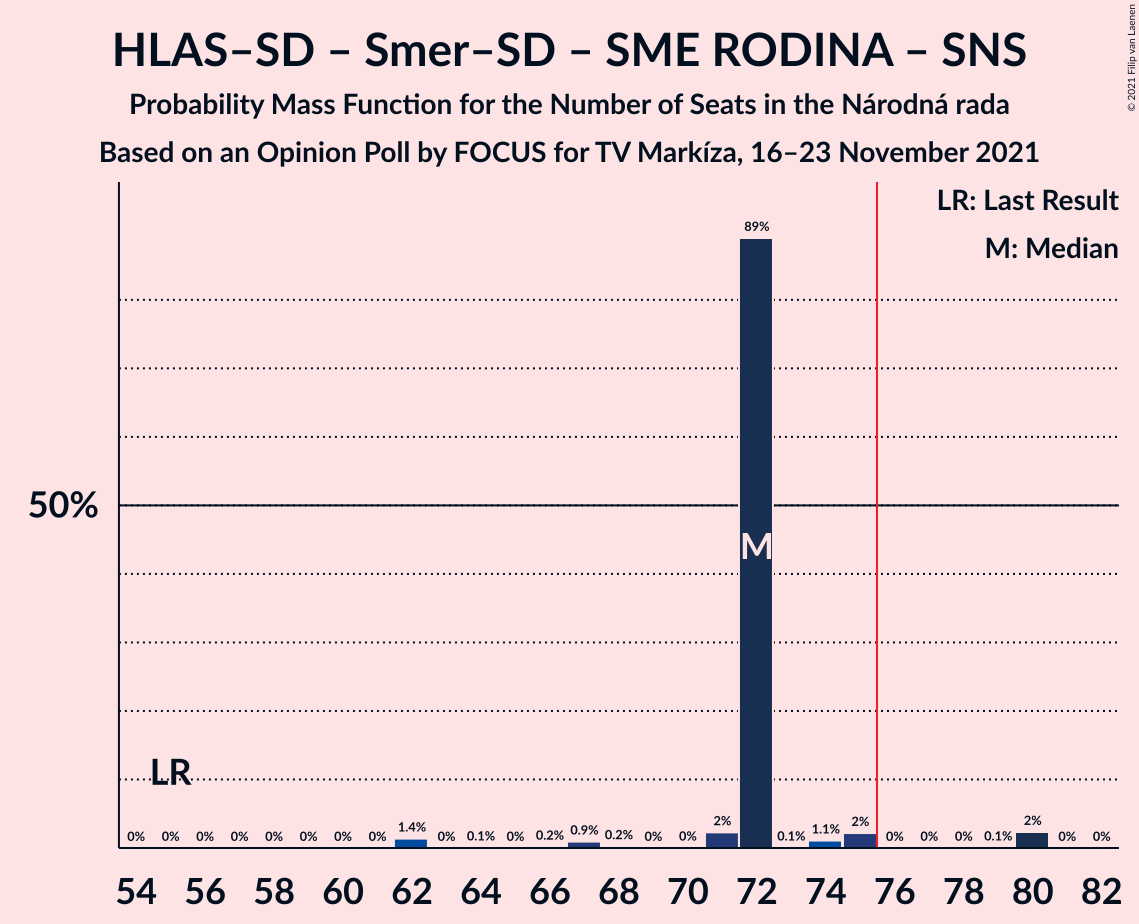 HLAS–SD – Smer–SD – SME RODINA – SNS
Probability Mass Function for the Number of Seats in the Národná rada
Based on an Opinion Poll by FOCUS for TV Markíza, 16–23 November 2021
© 2021 Filip van Laenen
LR: Last Result
M: Median
89%
50%
M
LR
0% 0% 0% 0% 0% 0% 0% 0% 1.4% 0% 0.1% 0% 0.2% 0.9% 0.2% 0% 0% 2% 0.1% 1.1% 2% 0% 0% 0% 0.1% 2% 0% 0%
54 56 58 60 62 64 66 68 70 72 74 76 78 80 82